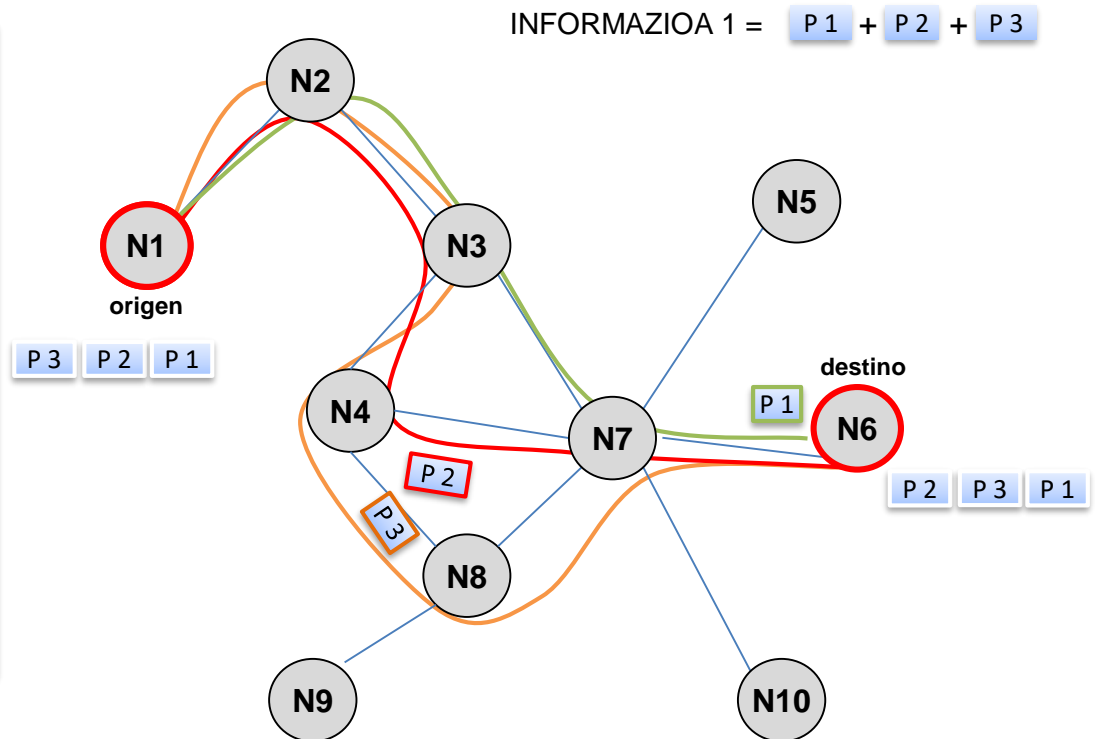 INFORMAZIOA 1 = P 1 + P 2 + P 3
N2
N5
N1
N3
origen
P 3 P 2 P 1
destino
P 1
N4
N7
N6
P 2
P 2 P 3 P 1
P 3
N8
N9
N10